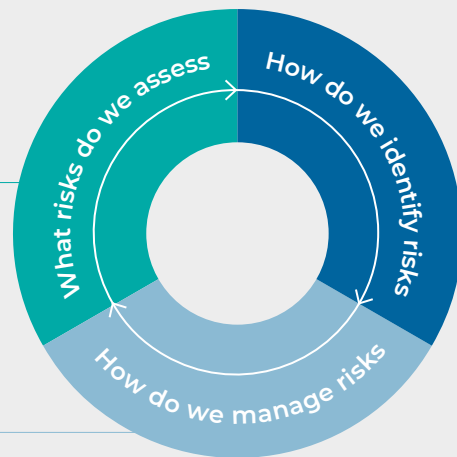 What risks do we assess
How do we identify risks
How do we manage risks